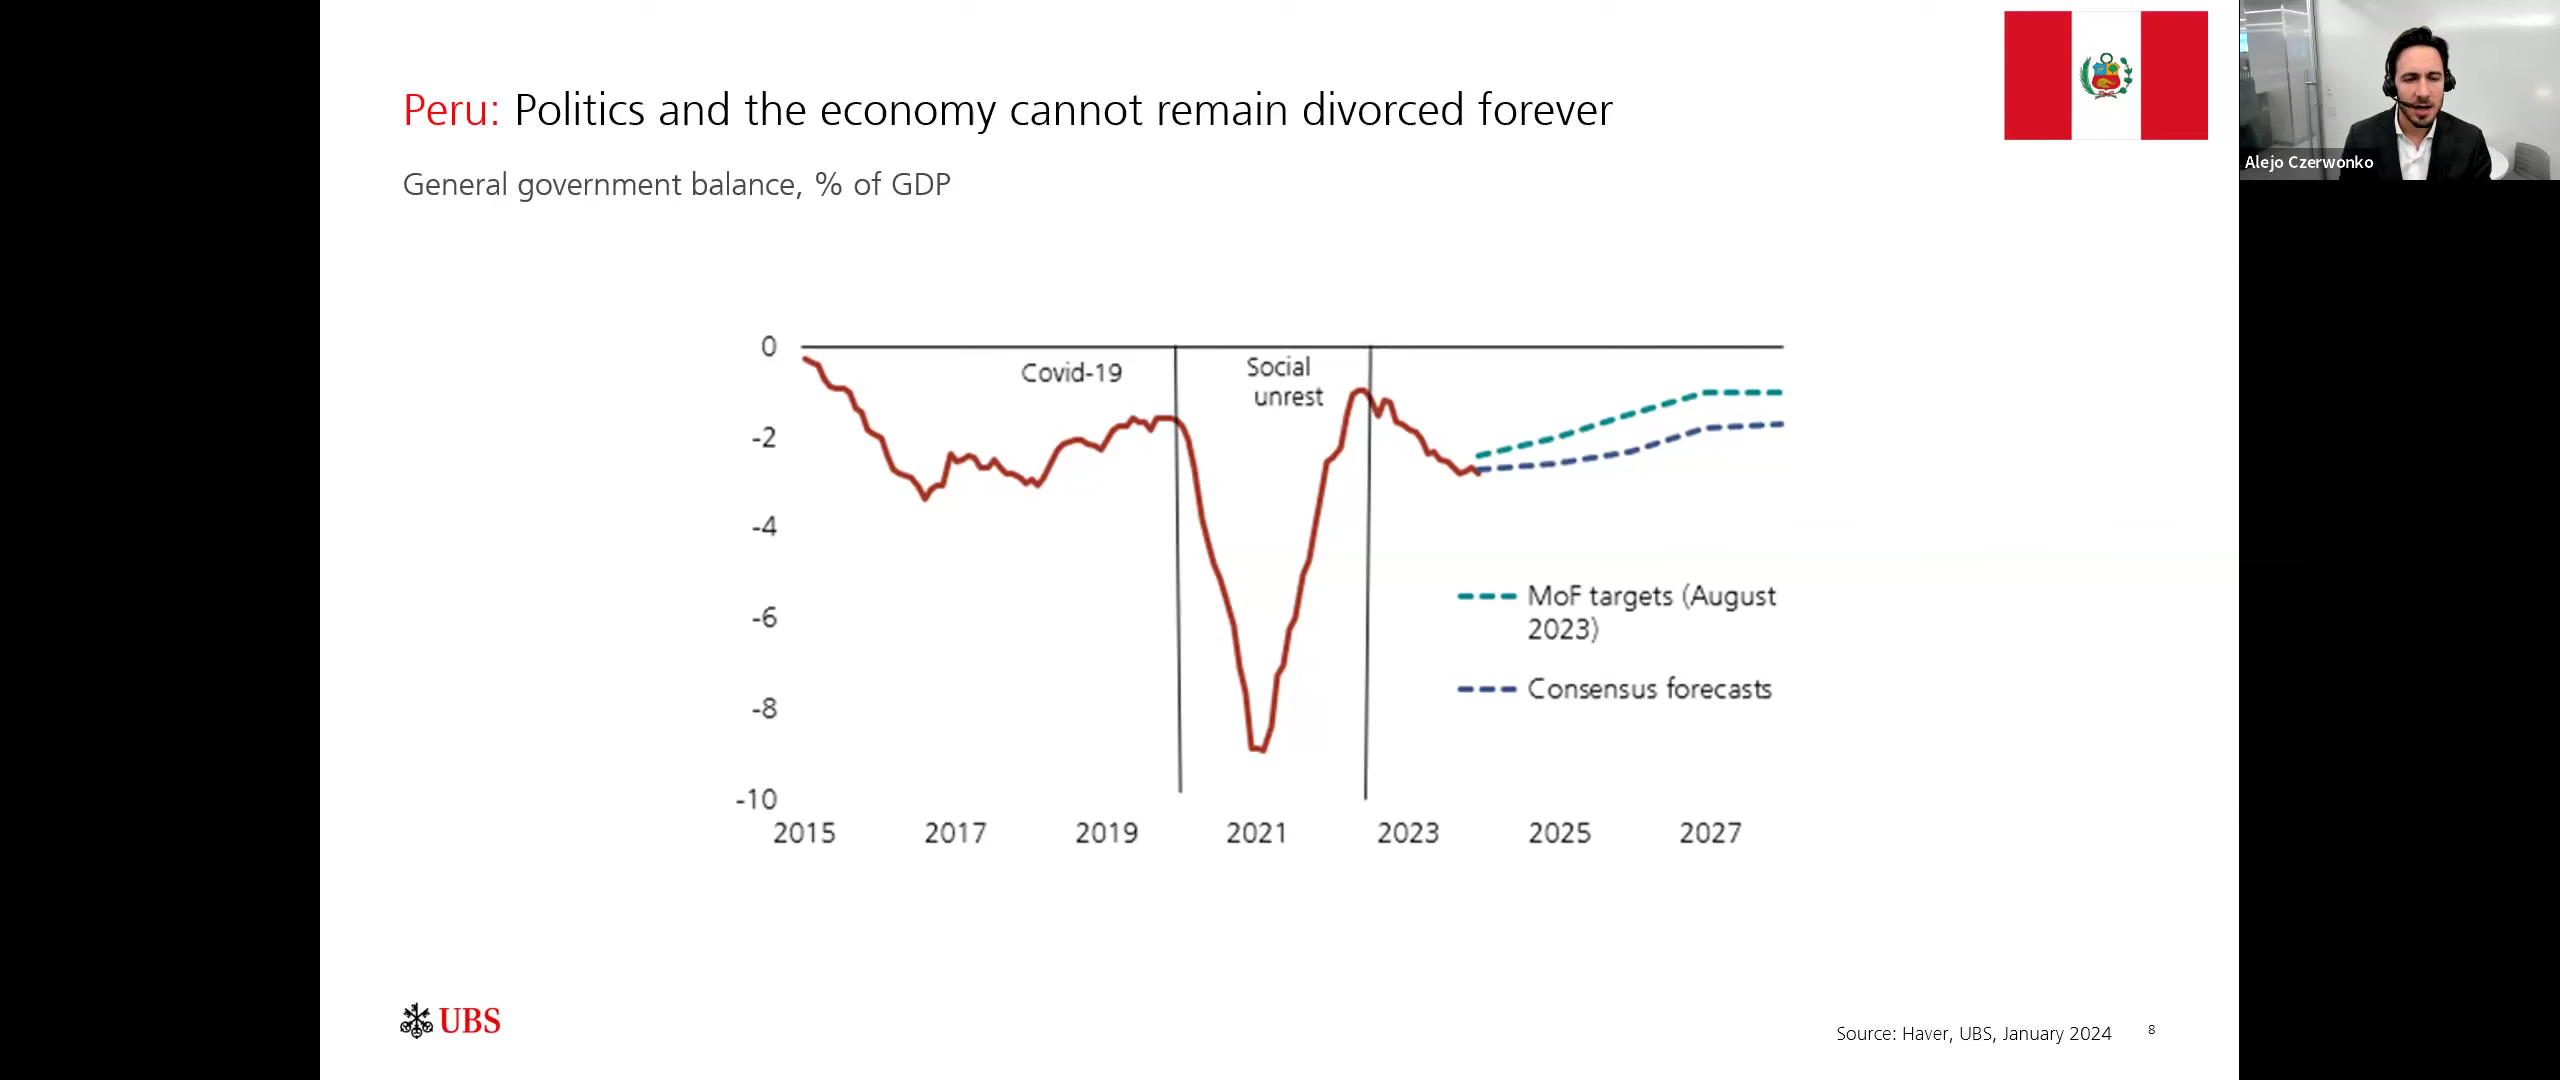 Peru: Politics and the economy cannot remain divorced forever
General government balance, % of GDP
Alejo Czerwonko
0
-2
-4
-6
-8
-10
Covid-19
Social
unrest
MoF targets (August
2023)
Consensus forecasts
2015 2017 2019 2021 2023 2025 2027
UBS
Source: Haver, UBS, January 2024 8